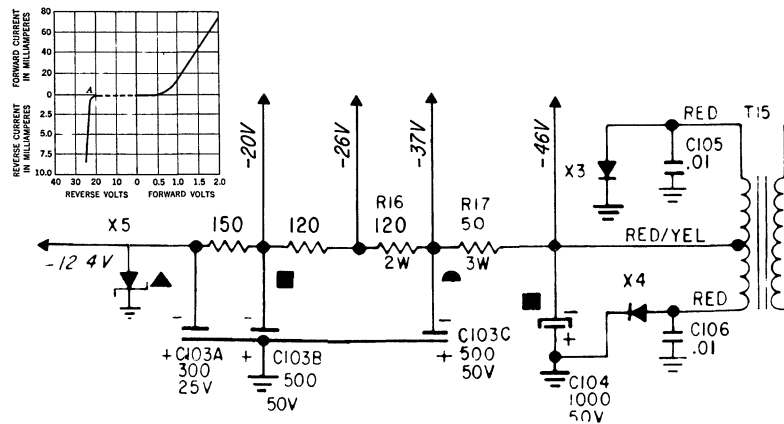 FORWARD CURRENT
IN MILLIAMPERES
80
60
40
20
0
A
REVERSE CURRENT
IN MILLIAMPERES
2.5
5.0
7.5
10.0
40 30 20 10 0 0.5 1.0 1.5 2.0
REVERSE VOLTS FORWARD VOLTS
-20V
-26V
-37V
-46V
RED T15
X3
C105
.01
X5
150
120
R16
120
2W
R17
50
3W
RED/YEL
-12 4V
X4
RED
C106
.01
-
+
C103A
300
25V
-
+
C103B
500
50V
-
+
C103C
500
50V
-
+
C104
1000
50V